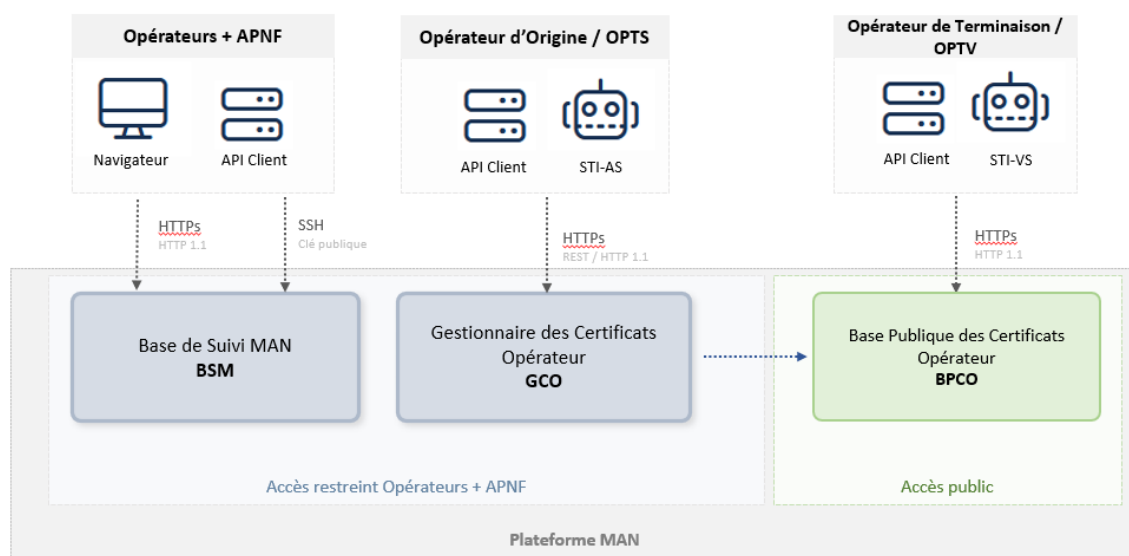 Opérateurs + APNF
Navigateur
API Client
Opérateur d'Origine / OPTS
API Client
STI-AS
Opérateur de Terminaison /
OPTV
API Client
STI-VS
HTTPs
HTTP 1.1
SSH
Clé publique
HTTPs
REST / HTTP 1.1
HTTPs
HTTP 1.1
Base de Suivi MAN
BSM
Gestionnaire des Certificats
Opérateur
GCO
Base Publique des Certificats
Opérateur
BPCO
Accès restreint Opérateurs + APNF
Accès public
Plateforme MAN